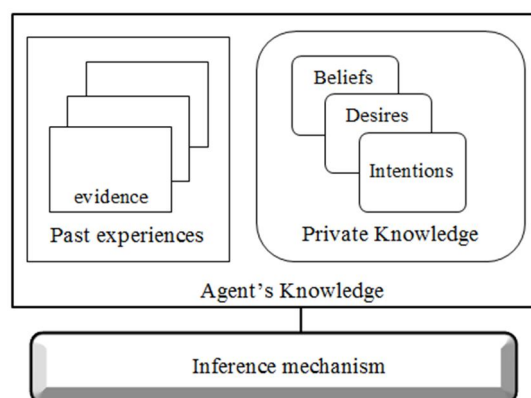 Beliefs
Desires
Intentions
evidence
Past experiences
Private Knowledge
Agent's Knowledge
Inference mechanism